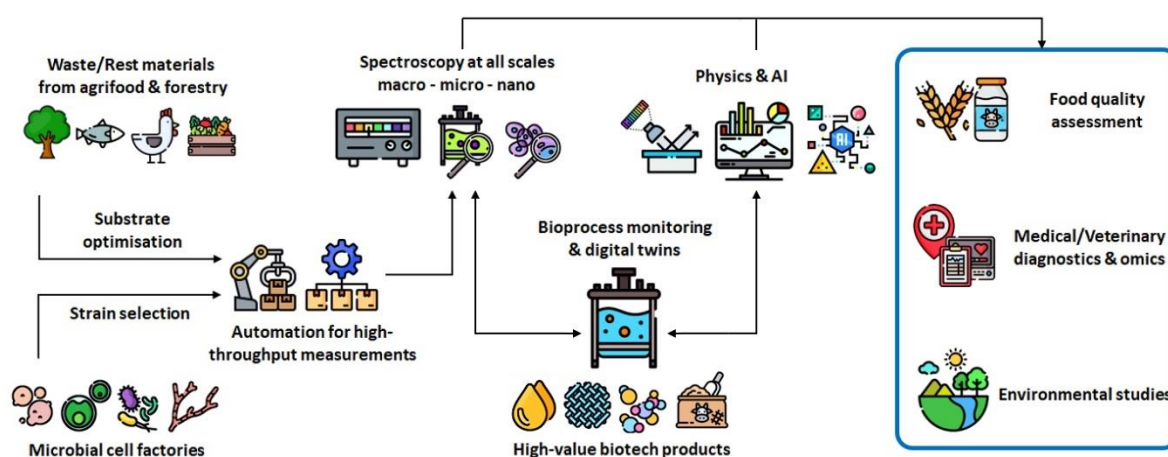 Waste/Rest materials
from agrifood & forestry
Spectroscopy at all scales
macro - micro - nano
Physics & AI
AI
Food quality
assessment
Substrate
optimisation
Strain selection
Automation for high-
throughput measurements
Bioprocess monitoring
& digital twins
Medical/Veterinary
diagnostics & omics
Microbial cell factories
High-value biotech products
Environmental studies